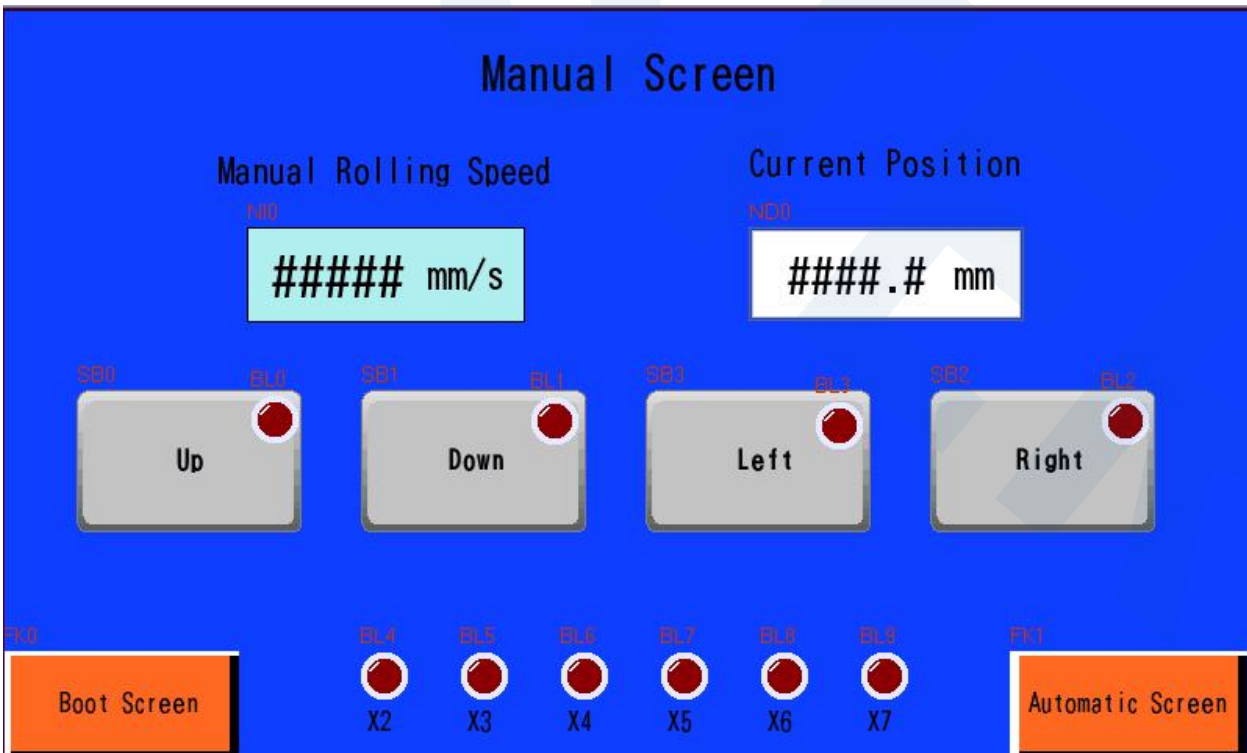 Manual Screen
Manual Rolling Speed
Current Position
NI0
ND0
##### mm/s
####.# mm
SB0
BL0
SB1
BL1
SB3
BL3
SB2
BL2
Up
Down
Left
Right
FK0
BL4
BL5
BL6
BL7
BL8
BL9
FK1
Boot Screen
X2
X3
X4
X5
X6
X7
Automatic Screen